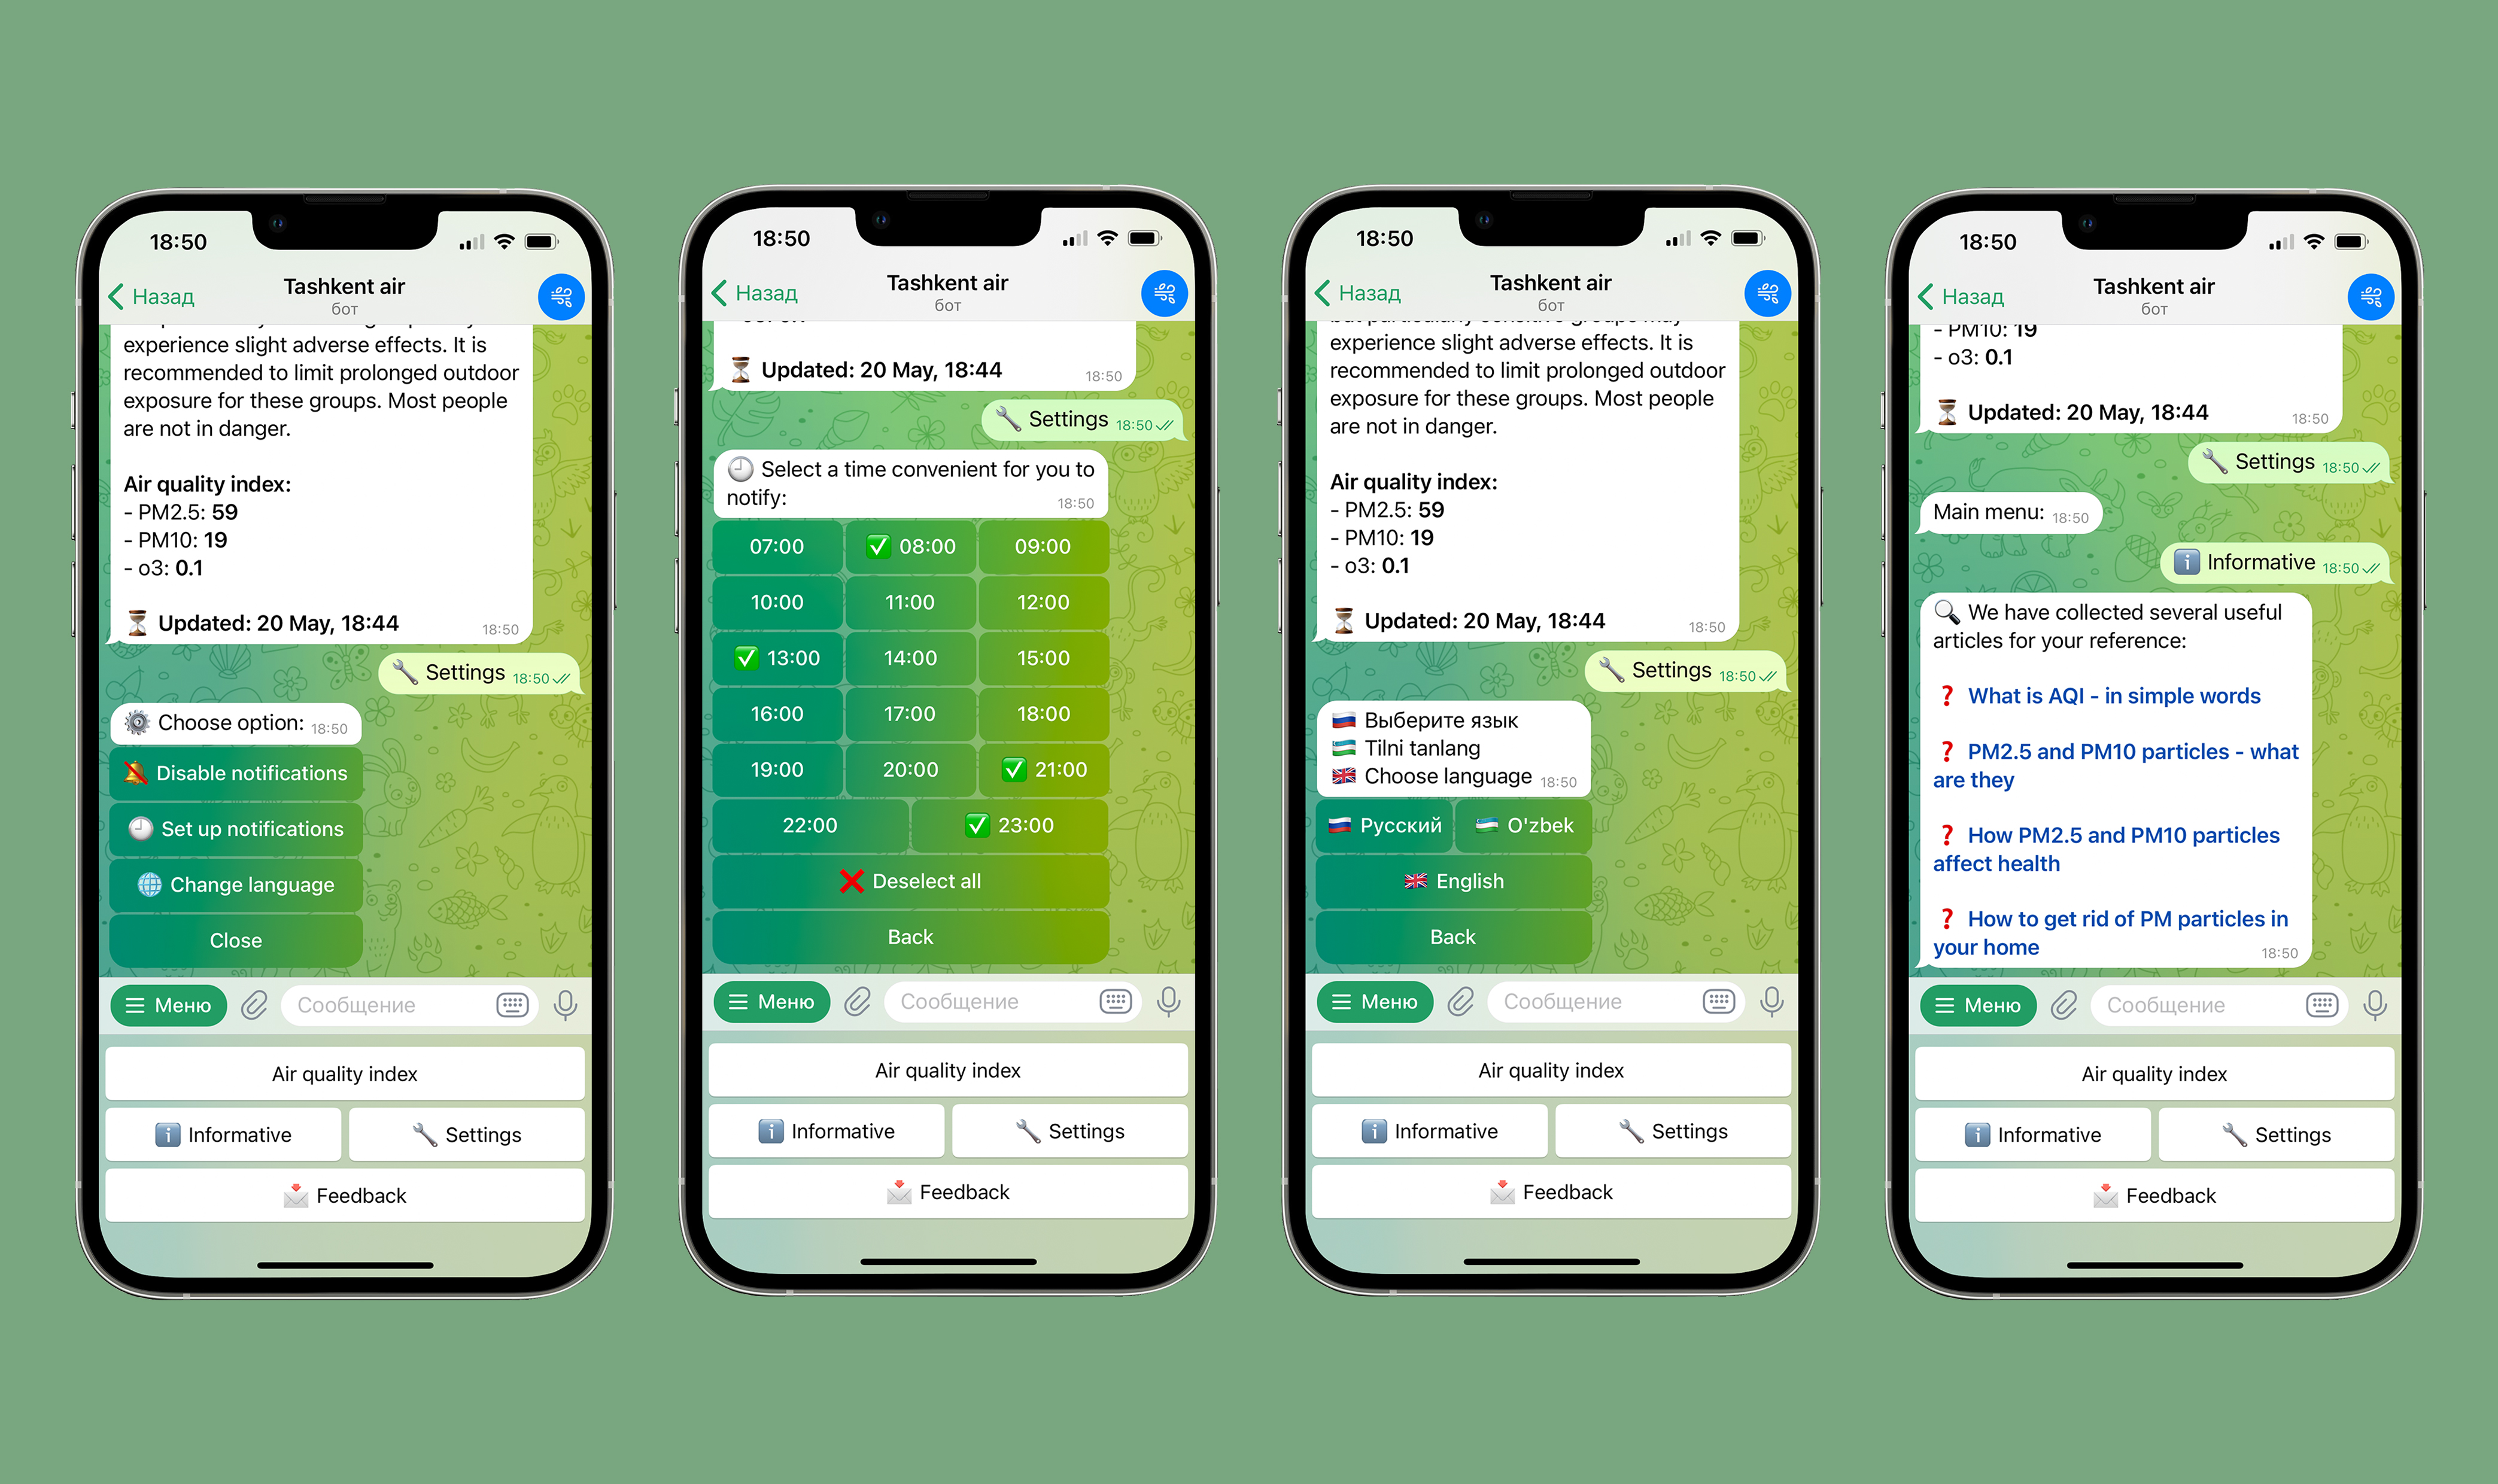 18:50
Назад
Tashkent air
бот
experience slight adverse effects. It is
recommended to limit prolonged outdoor
exposure for these groups. Most people
are not in danger.
Air quality index:
- PM2.5: 59
- PM10: 19
- o3: 0.1
⏳ Updated: 20 May, 18:44 18:50
🔧 Settings 18:50
⚙️ Choose option: 18:50
🔕 Disable notifications
🕘 Set up notifications
🌐 Change language
Close
Меню Сообщение
Air quality index
ℹ️ Informative 🔧 Settings
📩 Feedback
18:50
Назад
Tashkent air
бот
⏳ Updated: 20 May, 18:44 18:50
🔧 Settings 18:50
🕘 Select a time convenient for you to
notify: 18:50
07:00 ✅ 08:00 09:00
10:00 11:00 12:00
✅ 13:00 14:00 15:00
16:00 17:00 18:00
19:00 20:00 ✅ 21:00
22:00 ✅ 23:00
❌ Deselect all
Back
Меню Сообщение
Air quality index
ℹ️ Informative 🔧 Settings
📩 Feedback
18:50
Назад
Tashkent air
бот
but particularly sensitive groups may
experience slight adverse effects. It is
recommended to limit prolonged outdoor
exposure for these groups. Most people
are not in danger.
Air quality index:
- PM2.5: 59
- PM10: 19
- o3: 0.1
⏳ Updated: 20 May, 18:44 18:50
🔧 Settings 18:50
🇷🇺 Выберите язык
🇺🇿 Tilni tanlang
🇬🇧 Choose language 18:50
🇷🇺 Русский 🇺🇿 O'zbek
🇬🇧 English
Back
Меню Сообщение
Air quality index
ℹ️ Informative 🔧 Settings
📩 Feedback
18:50
Назад
Tashkent air
бот
- PM10: 19
- o3: 0.1
⏳ Updated: 20 May, 18:44 18:50
🔧 Settings 18:50
Main menu: 18:50
ℹ️ Informative 18:50
🔍 We have collected several useful
articles for your reference:
❓ What is AQI - in simple words
❓ PM2.5 and PM10 particles - what
are they
❓ How PM2.5 and PM10 particles
affect health
❓ How to get rid of PM particles in
your home 18:50
Меню Сообщение
Air quality index
ℹ️ Informative 🔧 Settings
📩 Feedback